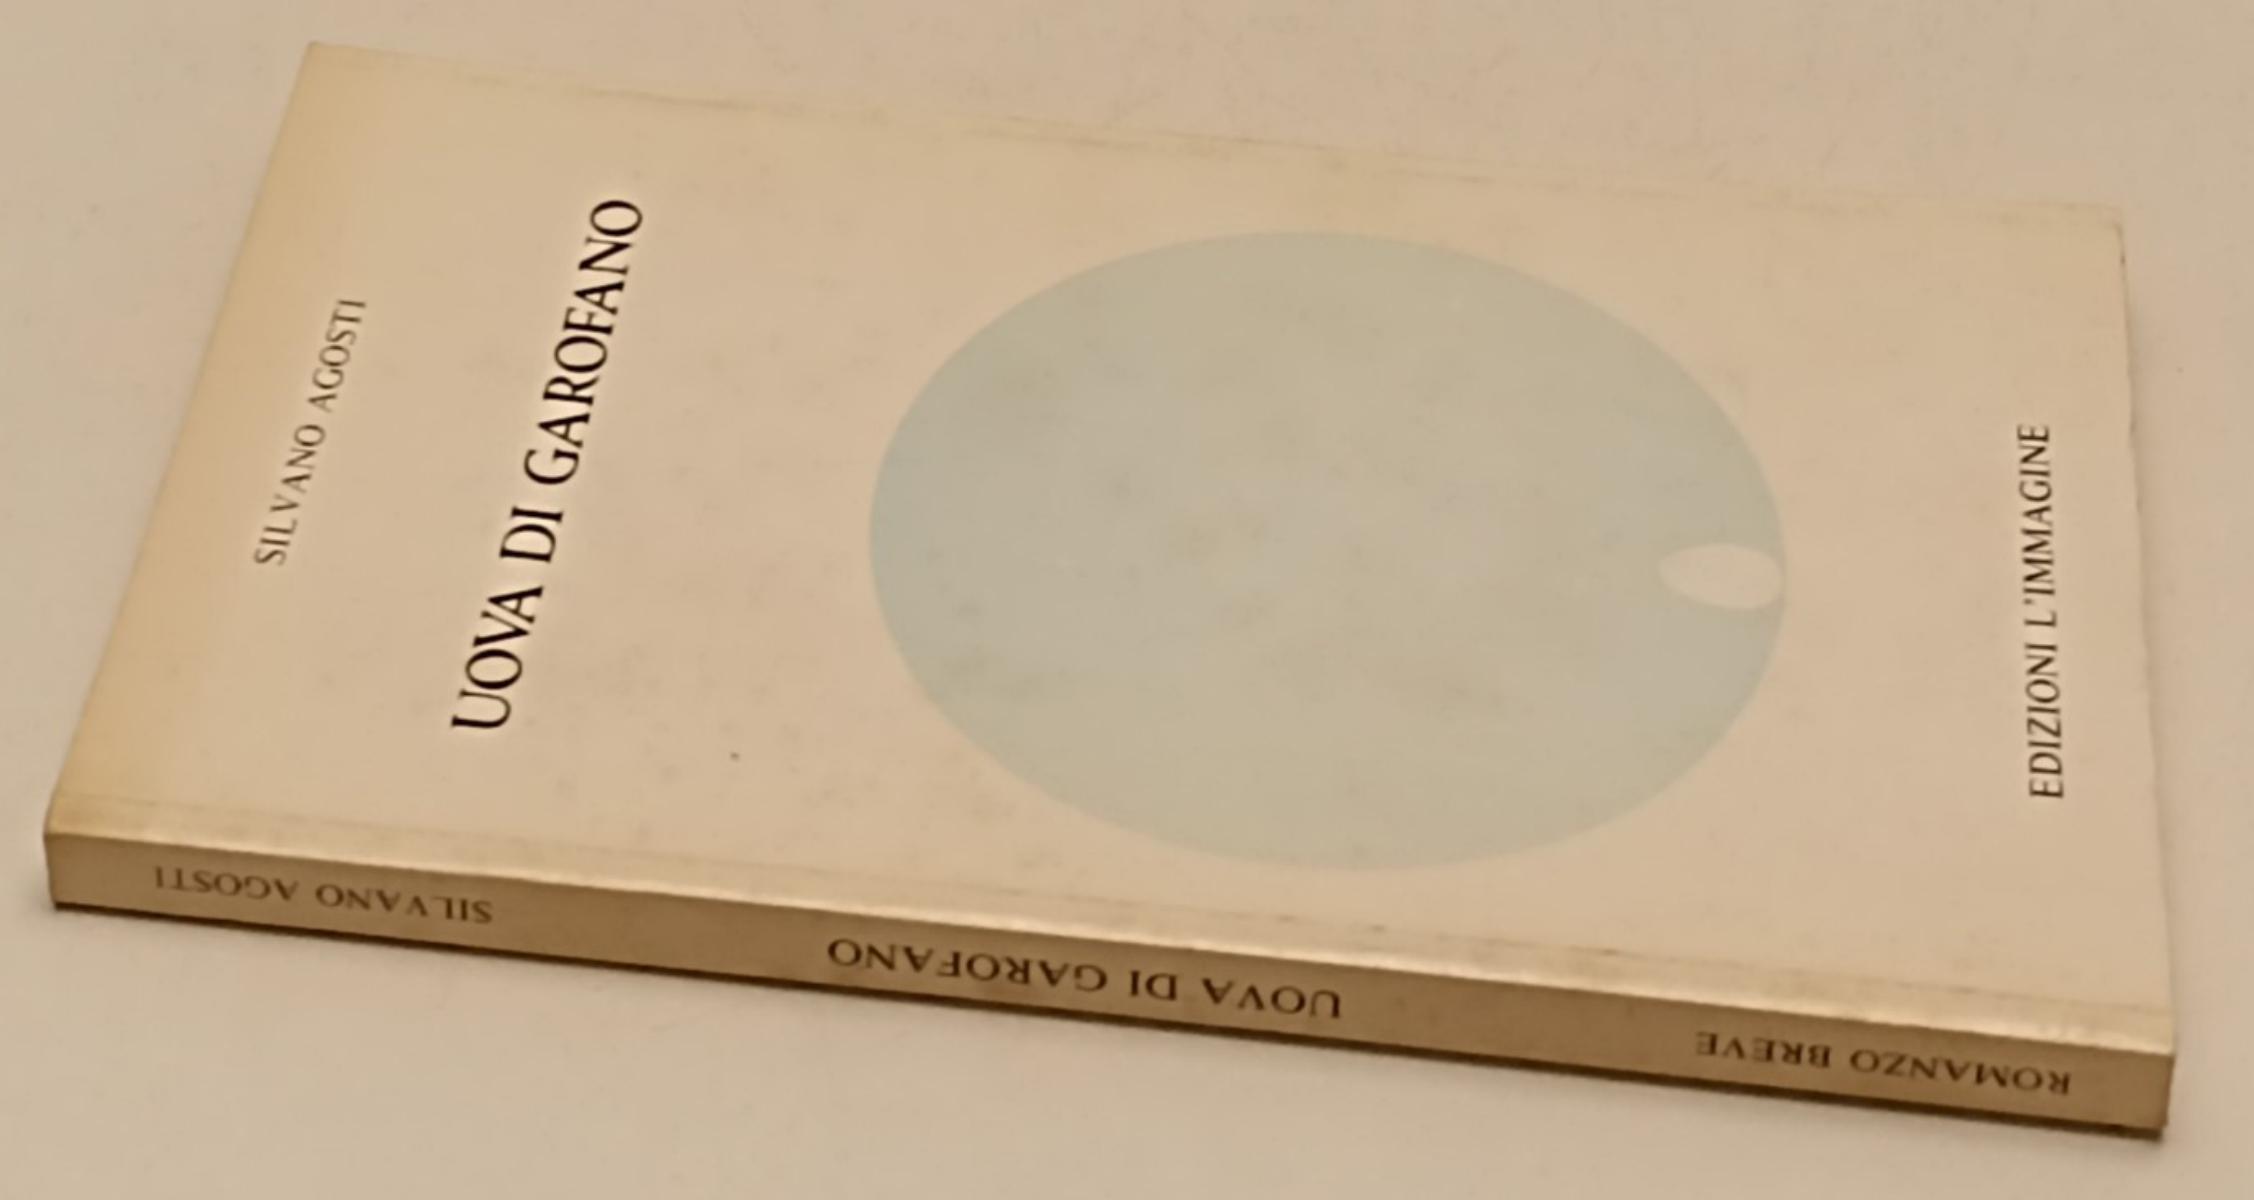 SILVANO AGOSTI
UOVA DI GAROFANO
EDIZIONI L'IMMAGINE
ROMANZO BREVE
UOVA DI GAROFANO
SILVANO AGOSTI